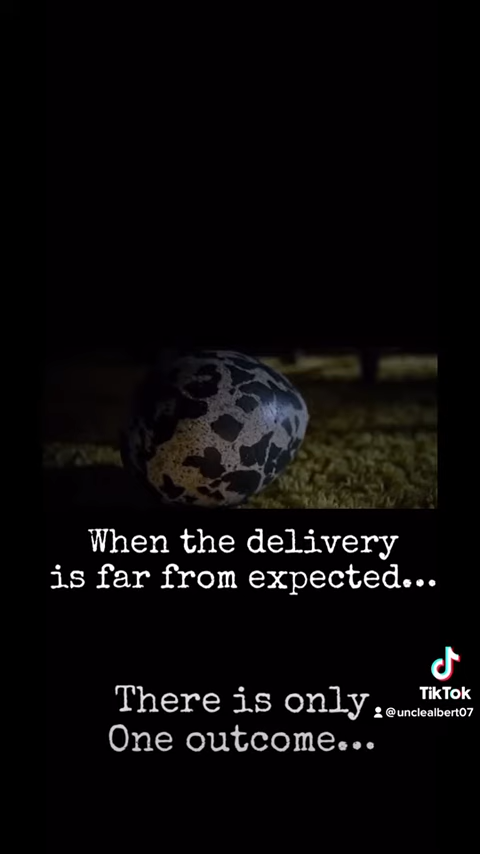 When the delivery
is far from expected...
TikTok
@unclealbert07
There is only
One outcome...